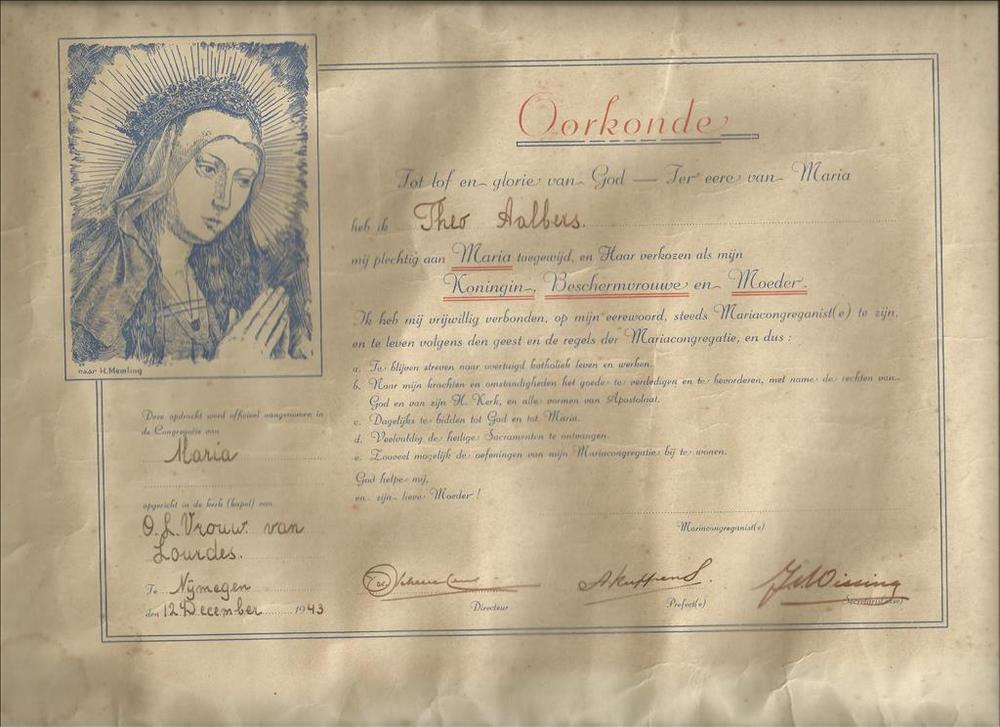 Oorkonde
Tot lof en glorie van God — Ter eere van Maria
heb ik Theo Aalbers.
mij plechtig aan Maria toegewijd, en Haar verkozen als mijn
Koningin, Beschermvrouwe en Moeder.
Ik heb mij vrijwillig verbonden, op mijn eerewoord, steeds Mariacongreganist(e) te zijn,
en te leven volgens den geest en de regels der Mariacongregatie, en dus :
a. Te blijven streven naar overtuigd katholiek leven en werken.
b. Naar mijn krachten en omstandigheden het goede te verdedigen en te bevorderen, met name de rechten van
God en van zijn H. Kerk, en alle vormen van Apostolaat.
c. Dagelijks te bidden tot God en tot Maria.
d. Veelvuldig de heilige Sacramenten te ontvangen.
e. Zooveel mogelijk de oefeningen van mijn Mariacongregatie bij te wonen.
God helpe mij,
en zijn lieve Moeder !
Mariacongreganist(e)
naar H. Memling
Deze opdracht werd officieel aangenomen in
de Congregatie van
Maria
opgericht in de kerk (kapel) van
O.L.Vrouw. van
Lourdes.
Te Nijmegen
den 12 December 1943
Directeur
A Kuppens. Prefect(e)
J. Wissing Secretaris(sse)